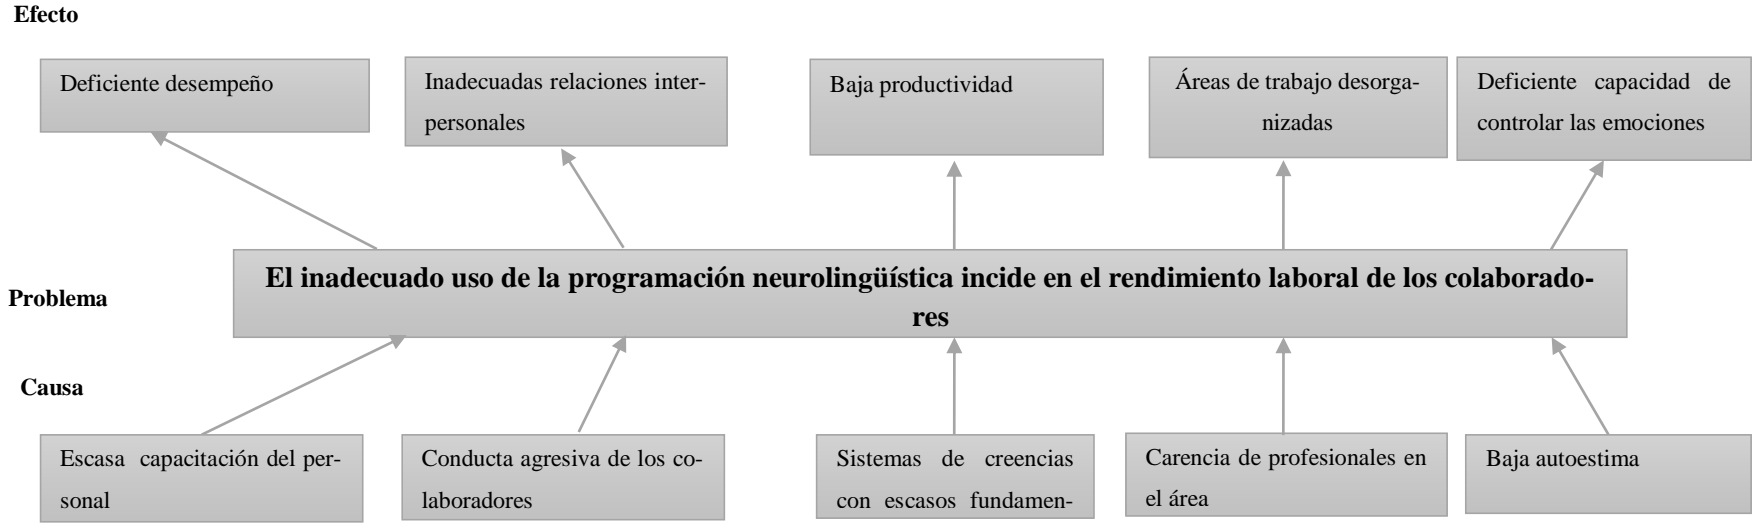 Efecto
Deficiente desempeño
Inadecuadas relaciones inter-
personales
Baja productividad
Áreas de trabajo desorga-
nizadas
Deficiente capacidad de
controlar las emociones
Problema
El inadecuado uso de la programación neurolingüística incide en el rendimiento laboral de los colaborado-
res
Causa
Escasa capacitación del per-
sonal
Conducta agresiva de los co-
laboradores
Sistemas de creencias
con escasos fundamen-
Carencia de profesionales en
el área
Baja autoestima